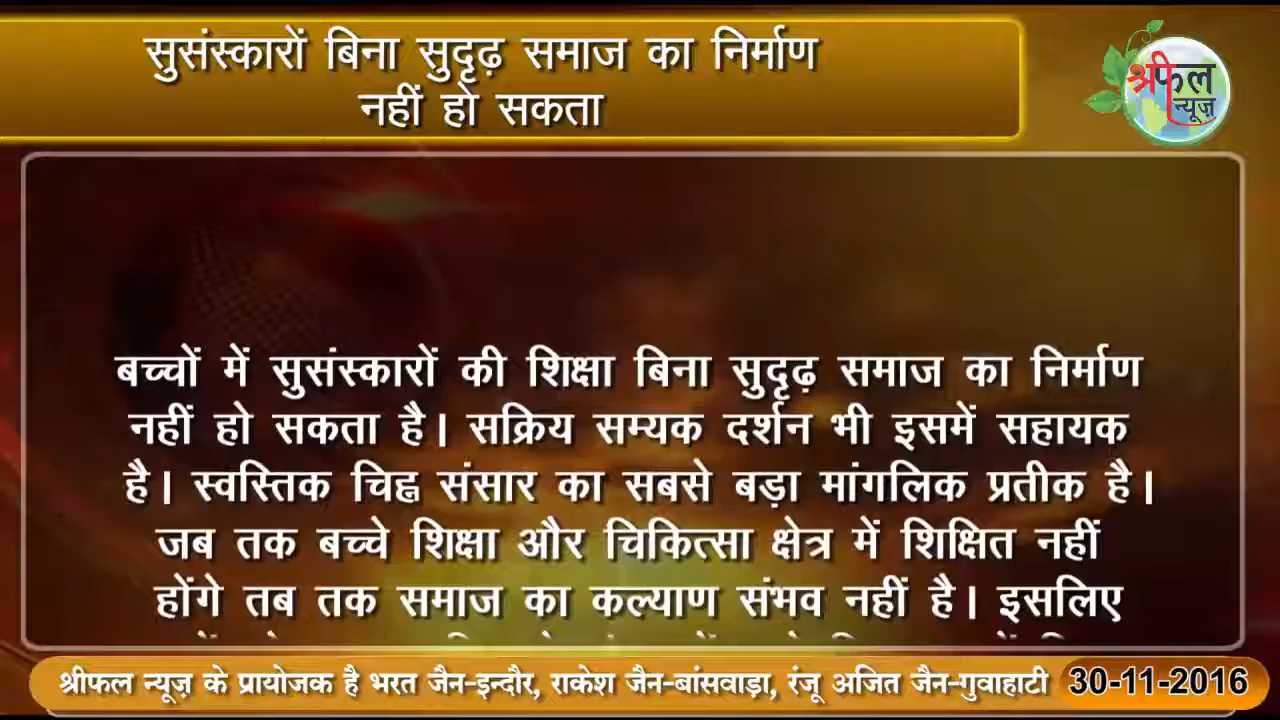 सुसंस्कारों बिना सुदृढ़ समाज का निर्माण
नहीं हो सकता
श्रीफल
न्यूज़
बच्चों में सुसंस्कारों की शिक्षा बिना सुदृढ़ समाज का निर्माण
नहीं हो सकता है। सक्रिय सम्यक दर्शन भी इसमें सहायक
है। स्वस्तिक चिह्न संसार का सबसे बड़ा मांगलिक प्रतीक है।
जब तक बच्चे शिक्षा और चिकित्सा क्षेत्र में शिक्षित नहीं
होंगे तब तक समाज का कल्याण संभव नहीं है। इसलिए
श्रीफल न्यूज़ के प्रायोजक है भरत जैन-इन्दौर, राकेश जैन-बांसवाड़ा, रंजू अजित जैन-गुवाहाटी
30-11-2016